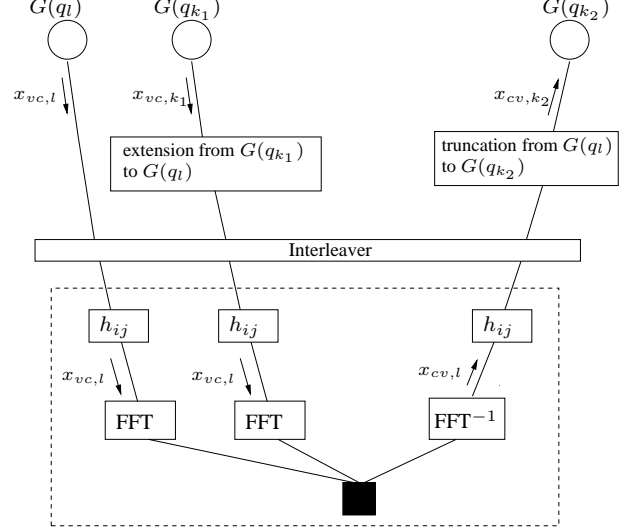 G(q_l) G(q_{k_1}) G(q_{k_2})
x_{vc,l} x_{vc,k_1} x_{cv,k_2}
extension from G(q_{k_1})
to G(q_l)
truncation from G(q_l)
to G(q_{k_2})
Interleaver
h_{ij} h_{ij} h_{ij}
x_{vc,l} x_{vc,l} x_{cv,l}
FFT FFT FFT^{-1}